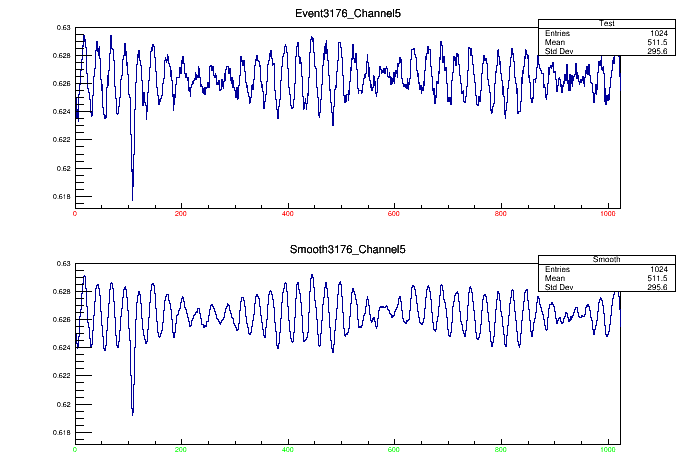 Event3176_Channel5
Test
Entries 1024
Mean 511.5
Std Dev 295.6
0.63
0.628
0.626
0.624
0.622
0.62
0.618
0 200 400 600 800 1000
Smooth3176_Channel5
Smooth
Entries 1024
Mean 511.5
Std Dev 295.6
0.63
0.628
0.626
0.624
0.622
0.62
0.618
0 200 400 600 800 1000